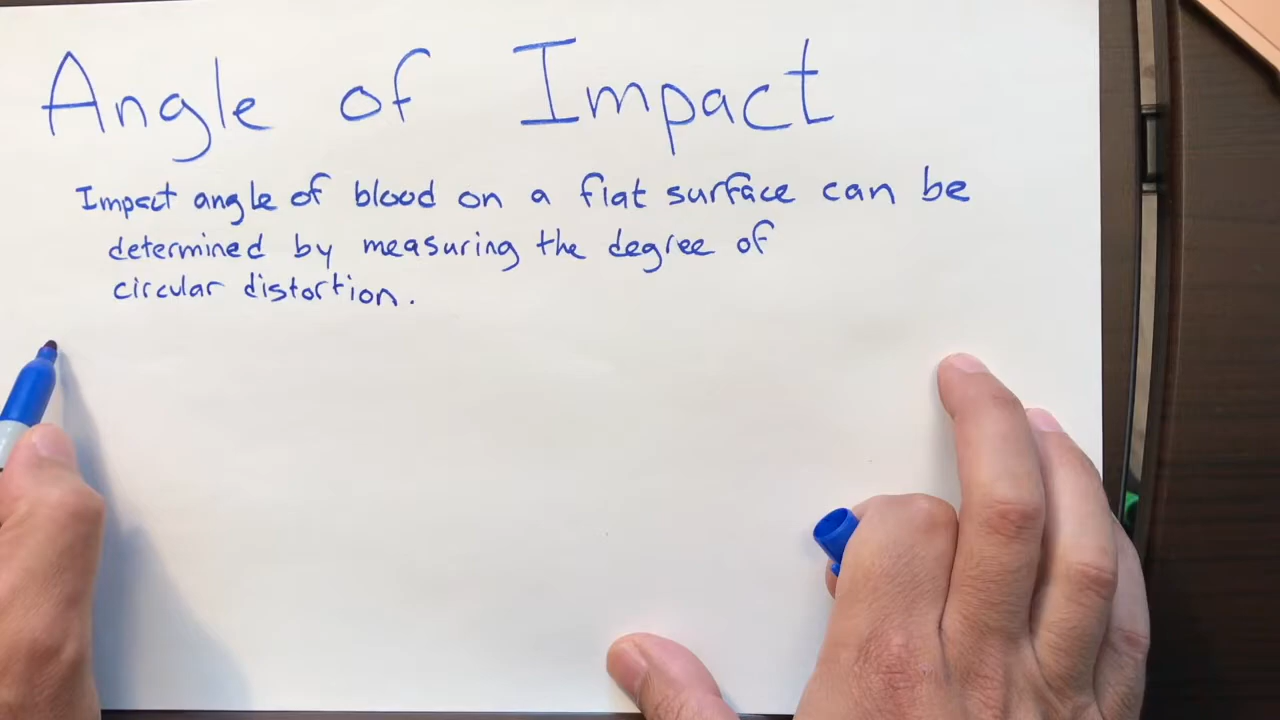 Angle of Impact
Impact angle of blood on a flat surface can be
determined by measuring the degree of
circular distortion.